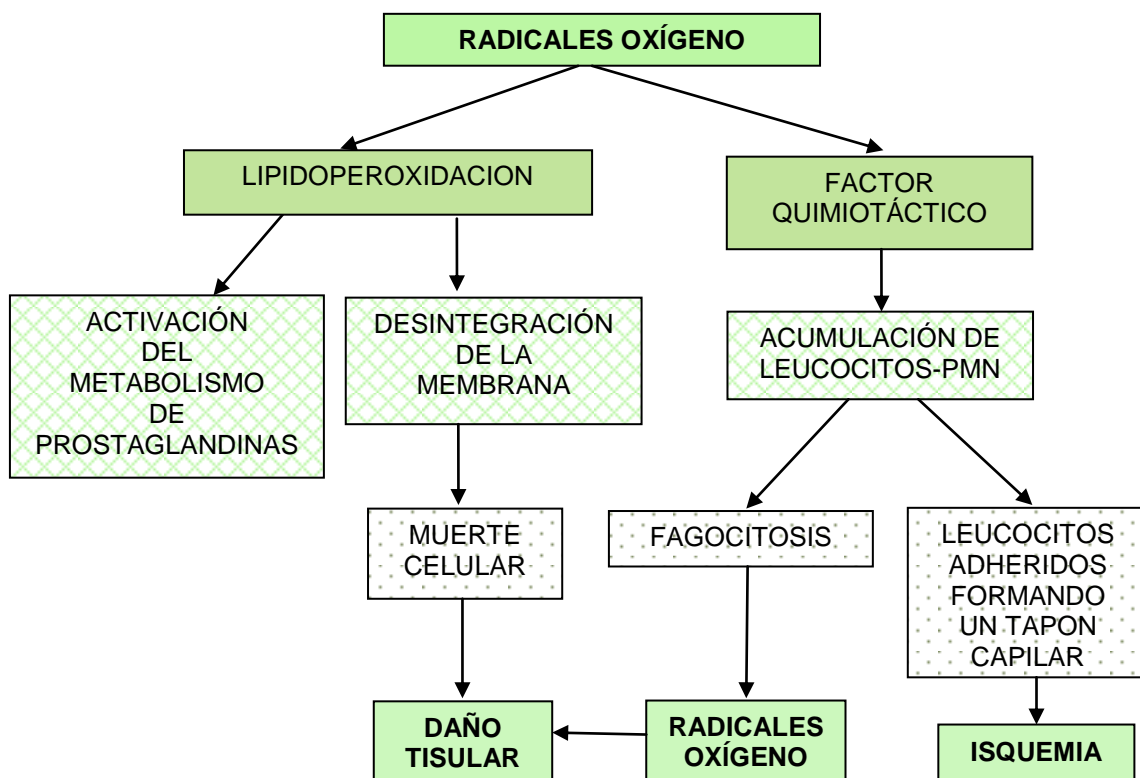 RADICALES OXÍGENO
LIPIDOPEROXIDACION
FACTOR
QUIMIOTÁCTICO
ACTIVACIÓN
DEL
METABOLISMO
DE
PROSTAGLANDINAS
DESINTEGRACIÓN
DE LA
MEMBRANA
ACUMULACIÓN DE
LEUCOCITOS-PMN
MUERTE
CELULAR
FAGOCITOSIS
LEUCOCITOS
ADHERIDOS
FORMANDO
UN TAPON
CAPILAR
DAÑO
TISULAR
RADICALES
OXÍGENO
ISQUEMIA